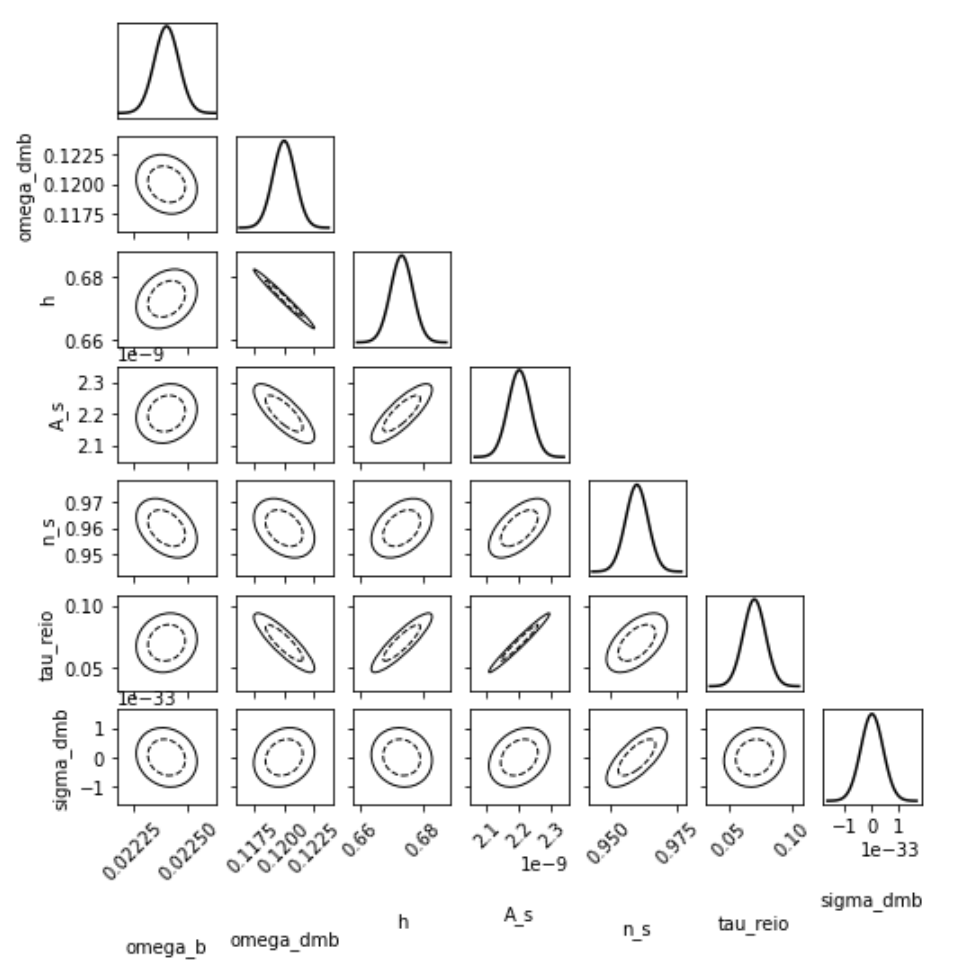 omega_dmb
0.1225
0.1200
0.1175
h
0.68
0.66
1e−9
A_s
2.3
2.2
2.1
n_s
0.97
0.96
0.95
tau_reio
0.10
0.05
1e−33
sigma_dmb
1
0
−1
0.02225
0.02250
0.1175
0.1200
0.1225
0.66
0.68
2.1
2.2
2.3
1e−9
0.950
0.975
0.05
0.10
−1 0 1
1e−33
omega_b
omega_dmb
h
A_s
n_s
tau_reio
sigma_dmb